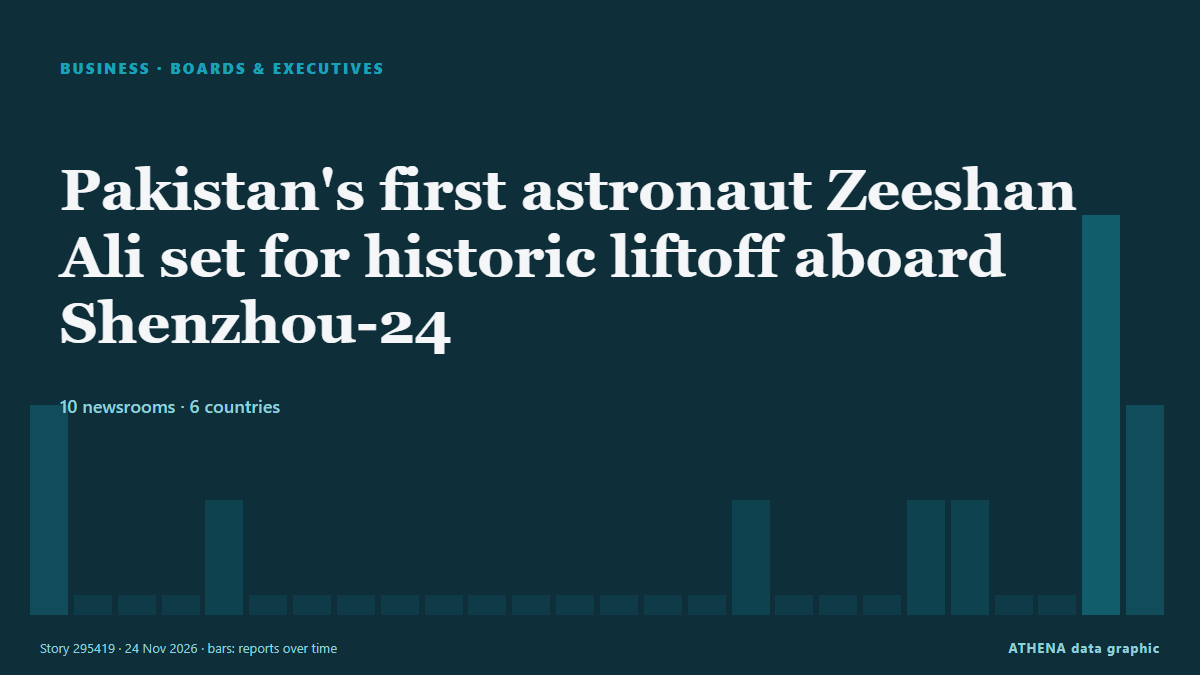 BUSINESS · BOARDS & EXECUTIVES
Pakistan's first astronaut Zeeshan
Ali set for historic liftoff aboard
Shenzhou-24
10 newsrooms · 6 countries
Story 295419 · 24 Nov 2026 · bars: reports over time
ATHENA data graphic